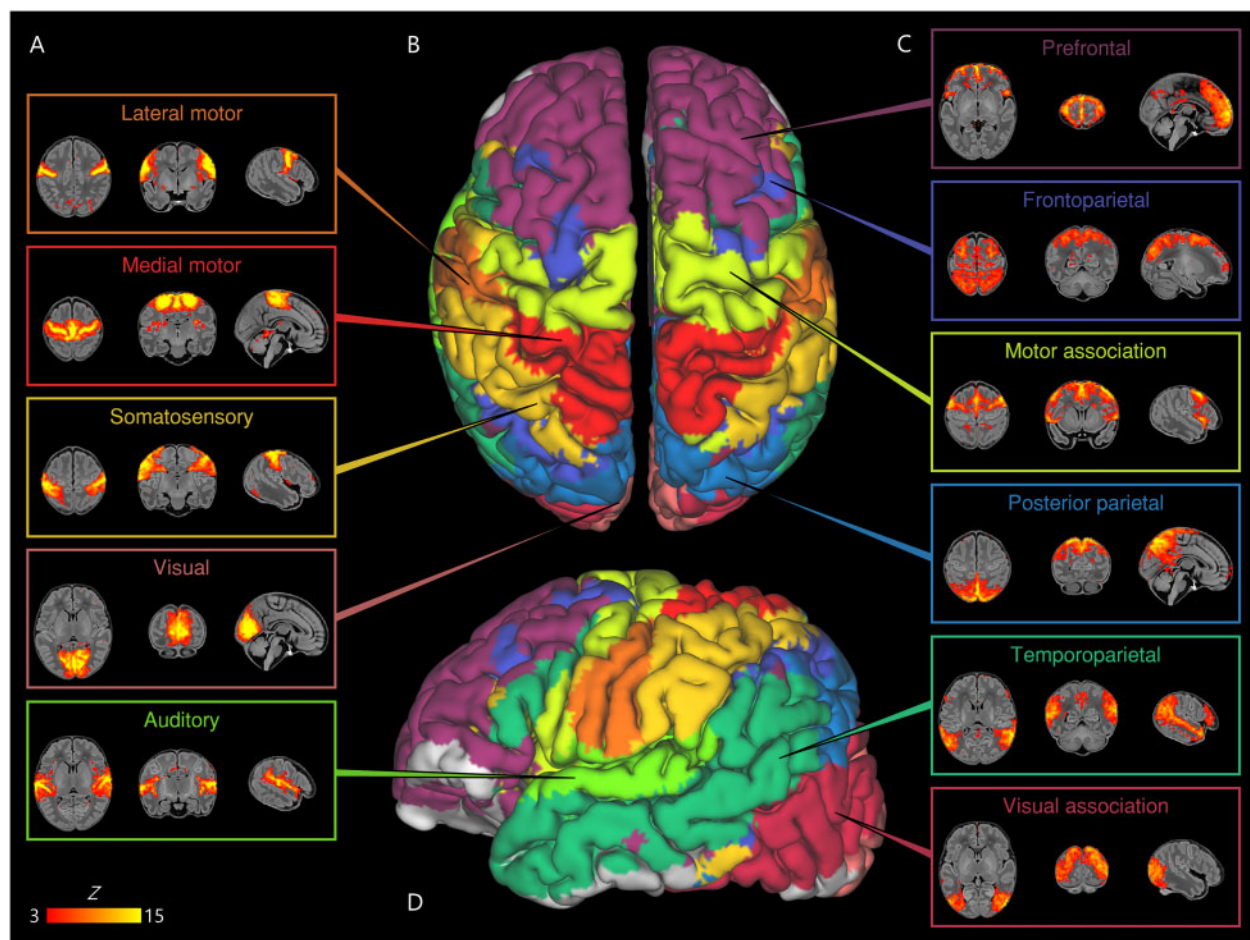 A
B
C
Lateral motor
Medial motor
Somatosensory
Visual
Auditory
Prefrontal
Frontoparietal
Motor association
Posterior parietal
Temporoparietal
Visual association
Z
3 15
D